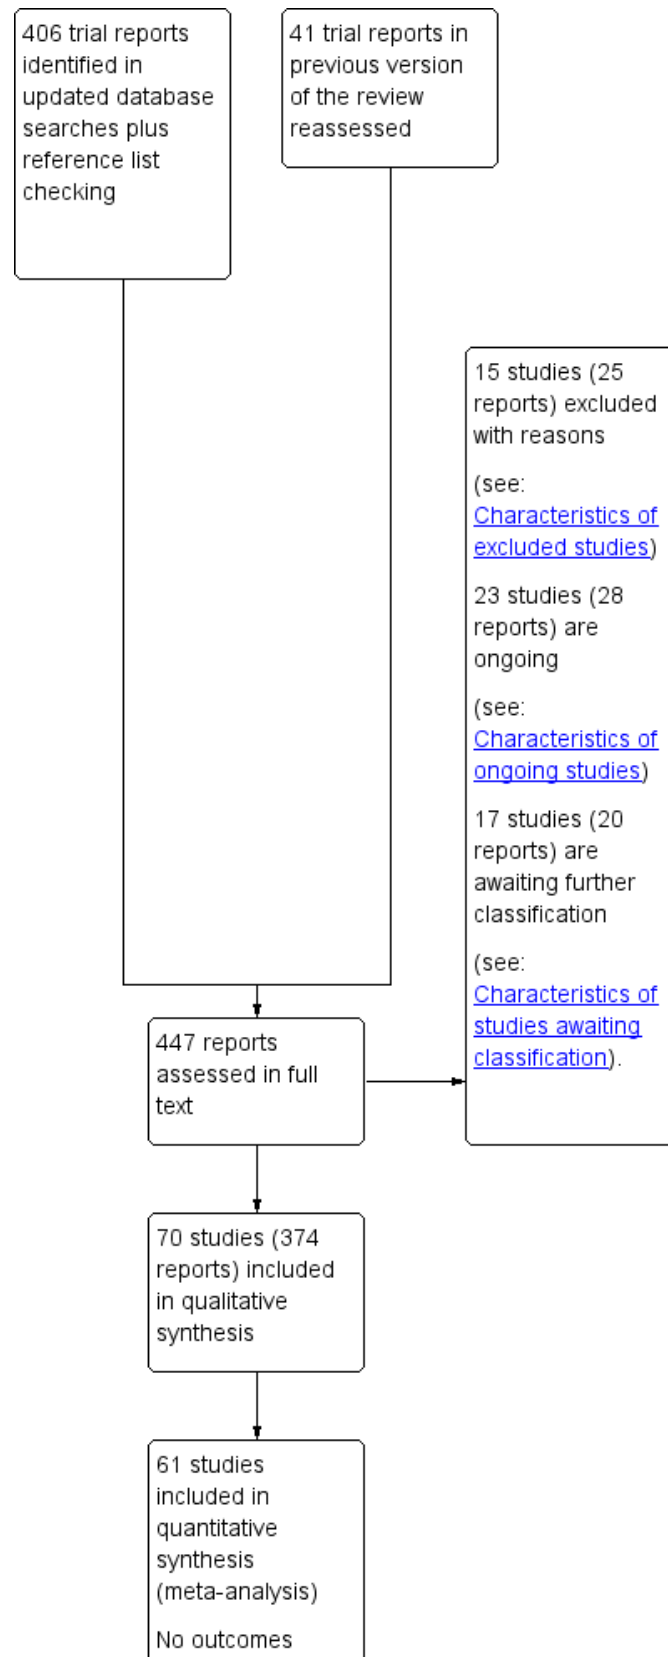 406 trial reports
identified in
updated database
searches plus
reference list
checking
41 trial reports in
previous version
of the review
reassessed
15 studies (25
reports) excluded
with reasons
(see:
Characteristics of
excluded studies)
23 studies (28
reports) are
ongoing
(see:
Characteristics of
ongoing studies)
17 studies (20
reports) are
awaiting further
classification
(see:
Characteristics of
studies awaiting
classification).
447 reports
assessed in full
text
70 studies (374
reports) included
in qualitative
synthesis
61 studies
included in
quantitative
synthesis
(meta-analysis)
No outcomes